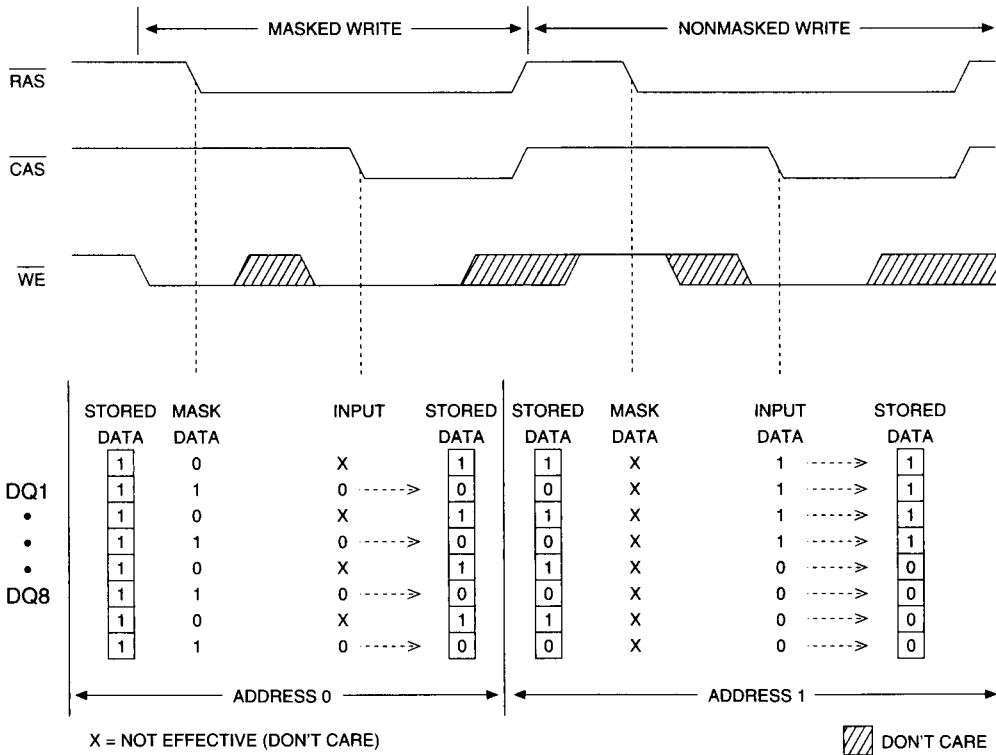 MASKED WRITE NONMASKED WRITE
RAS
CAS
WE
STORED MASK INPUT STORED STORED MASK INPUT STORED
DATA DATA DATA DATA DATA DATA DATA
1 0 X 1 1 X 1 1
DQ1 1 1 0 0 0 X 1 1
• 1 0 X 1 1 X 1 1
• 1 1 0 0 0 X 1 1
• 1 0 X 1 1 X 0 0
DQ8 1 1 0 0 0 X 0 0
1 0 X 1 1 X 0 0
1 1 0 0 0 X 0 0
ADDRESS 0 ADDRESS 1
X = NOT EFFECTIVE (DON'T CARE) DON'T CARE